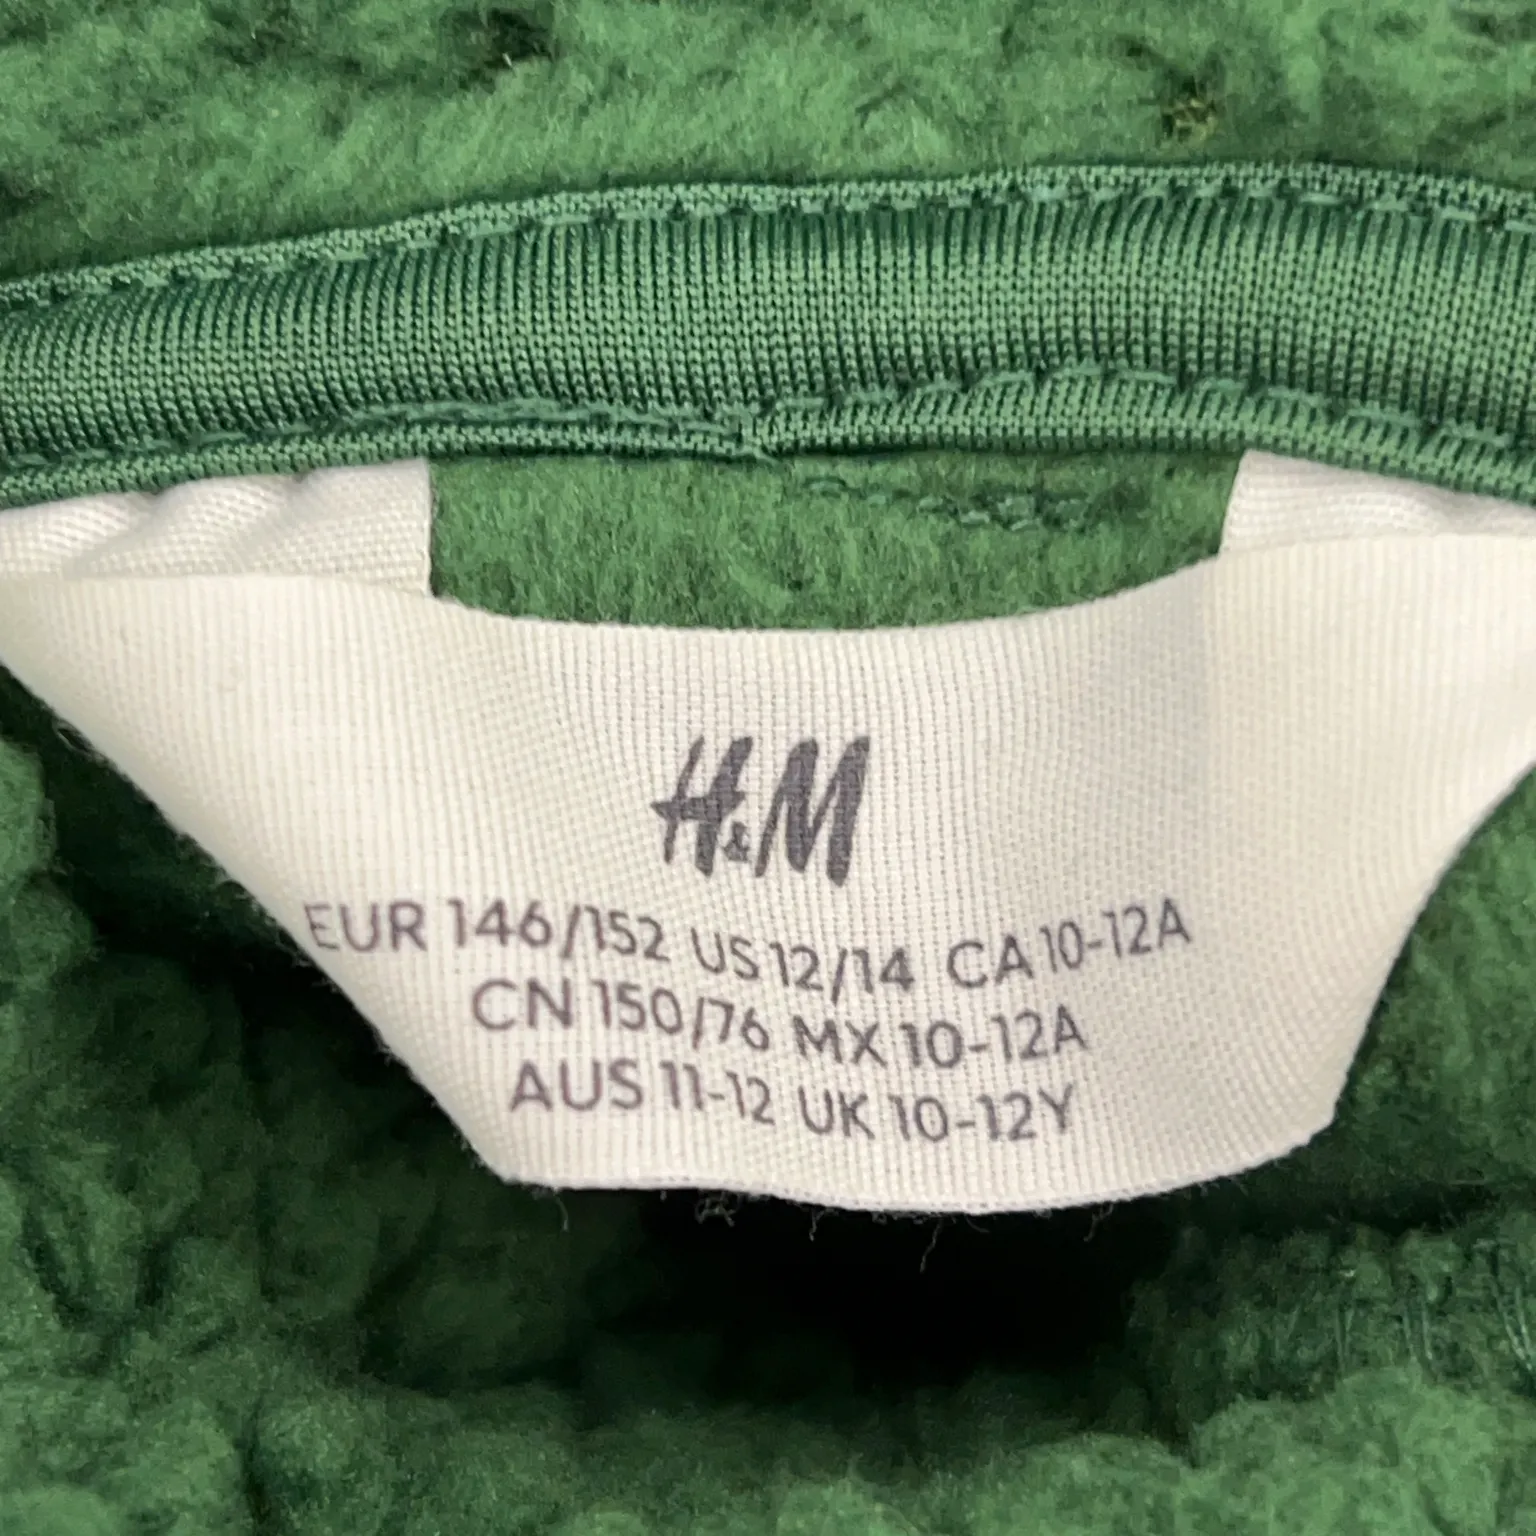 H&M
EUR 146/152 US 12/14 CA 10-12A
CN 150/76 MX 10-12A
AUS 11-12 UK 10-12Y